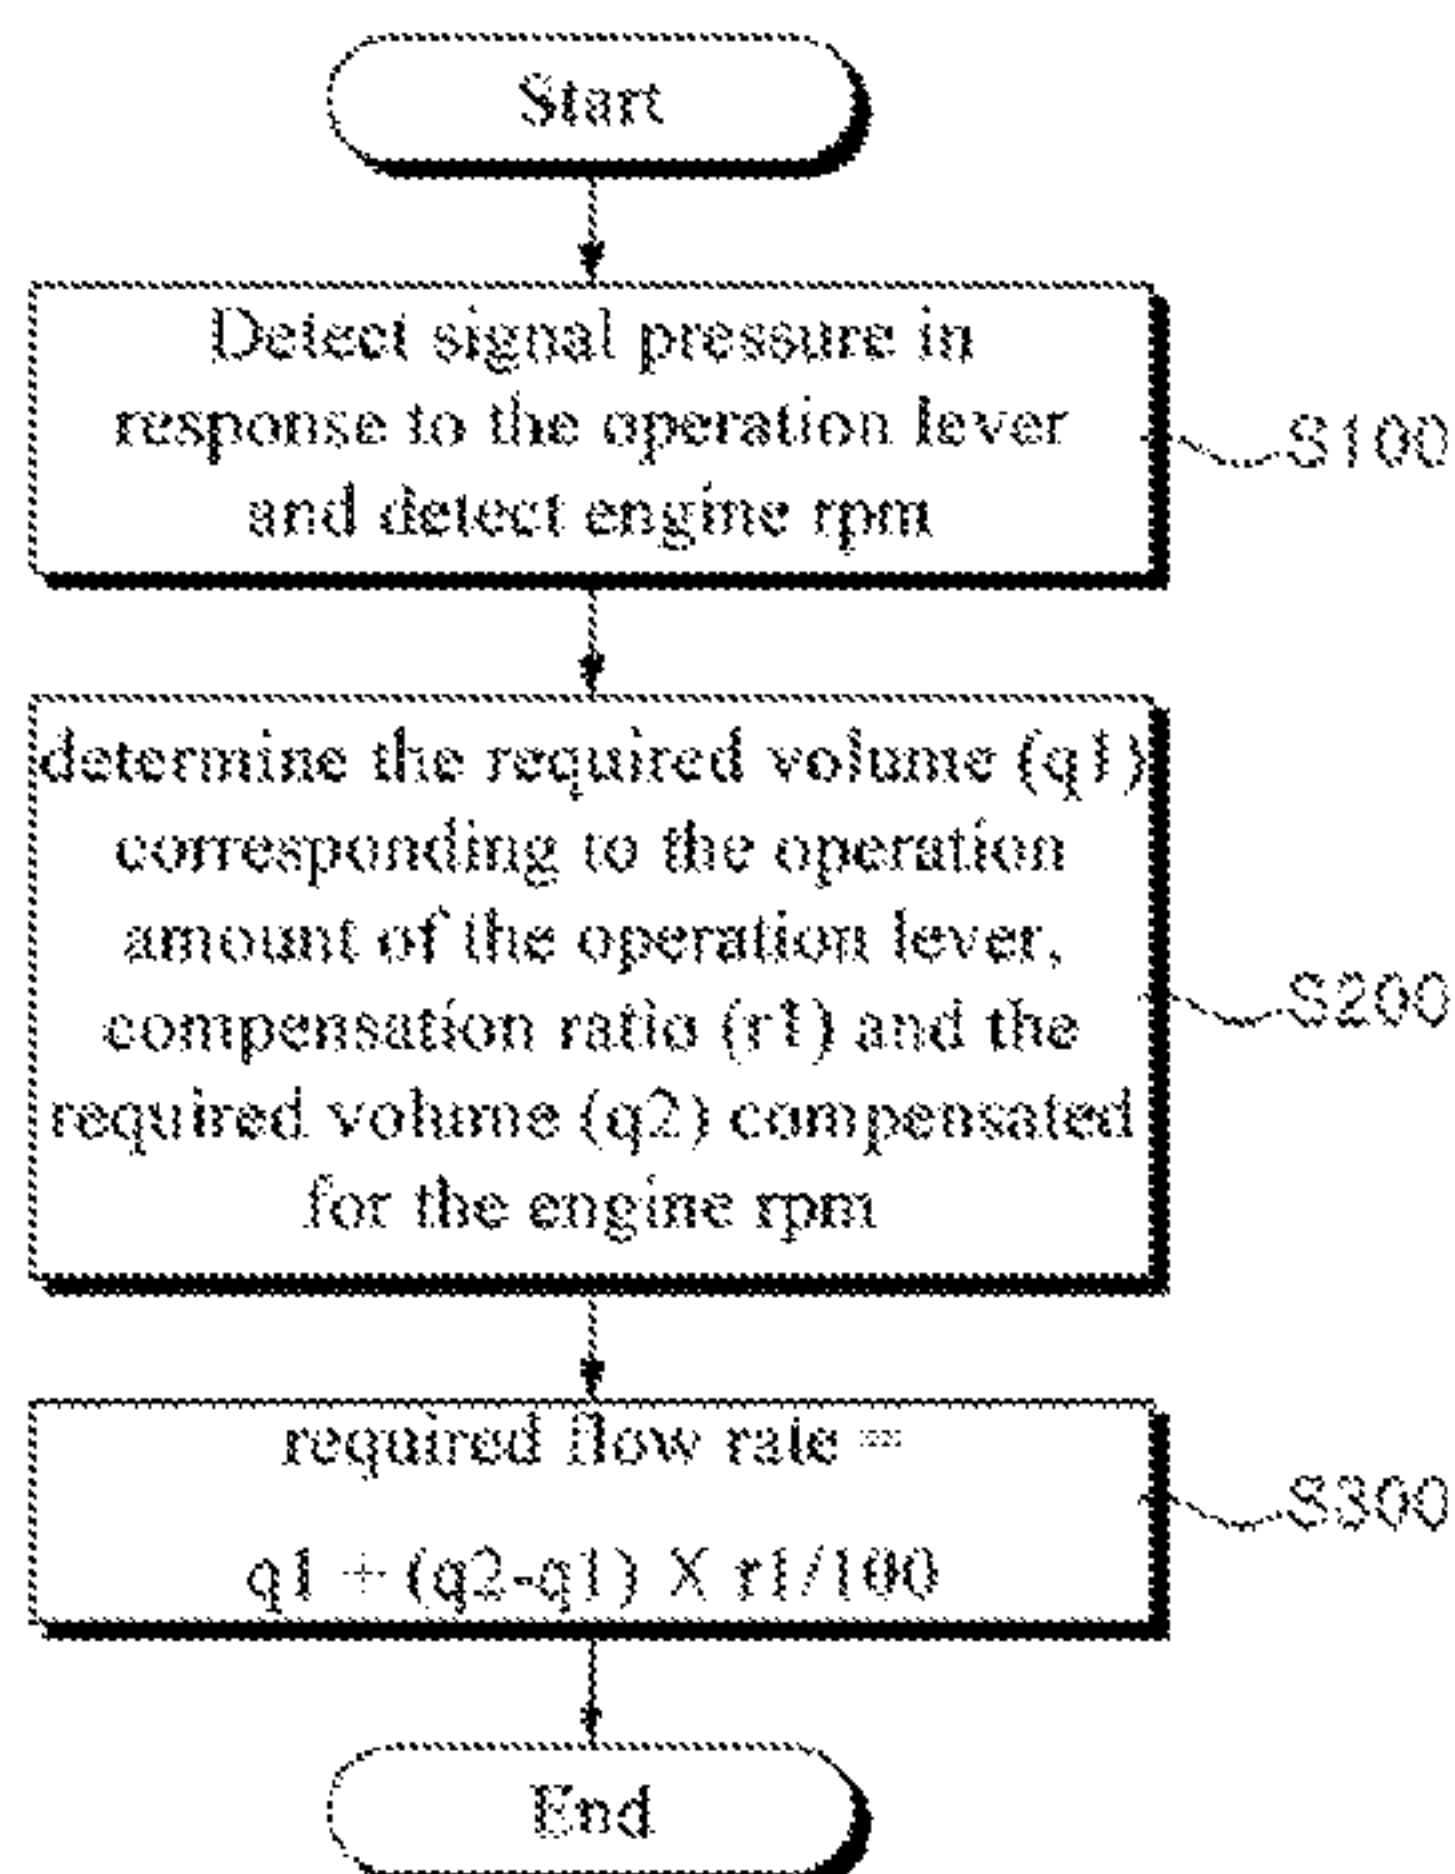 Start
Detect signal pressure in
response to the operation lever
and detect engine rpm
S100
determine the required volume (q1)
corresponding to the operation
amount of the operation lever,
compensation ratio (r1) and the
required volume (q2) compensated
for the engine rpm
S200
required flow rate =
q1 + (q2-q1) X r1/100
S300
End